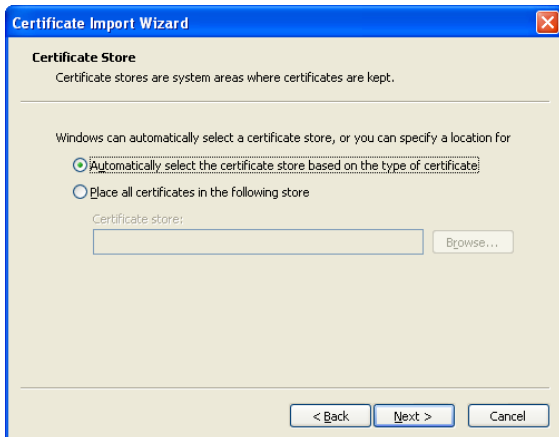 Certificate Import Wizard
Certificate Store
Certificate stores are system areas where certificates are kept.
Windows can automatically select a certificate store, or you can specify a location for
Automatically select the certificate store based on the type of certificate
Place all certificates in the following store
Certificate store:
Browse...
< Back
Next >
Cancel